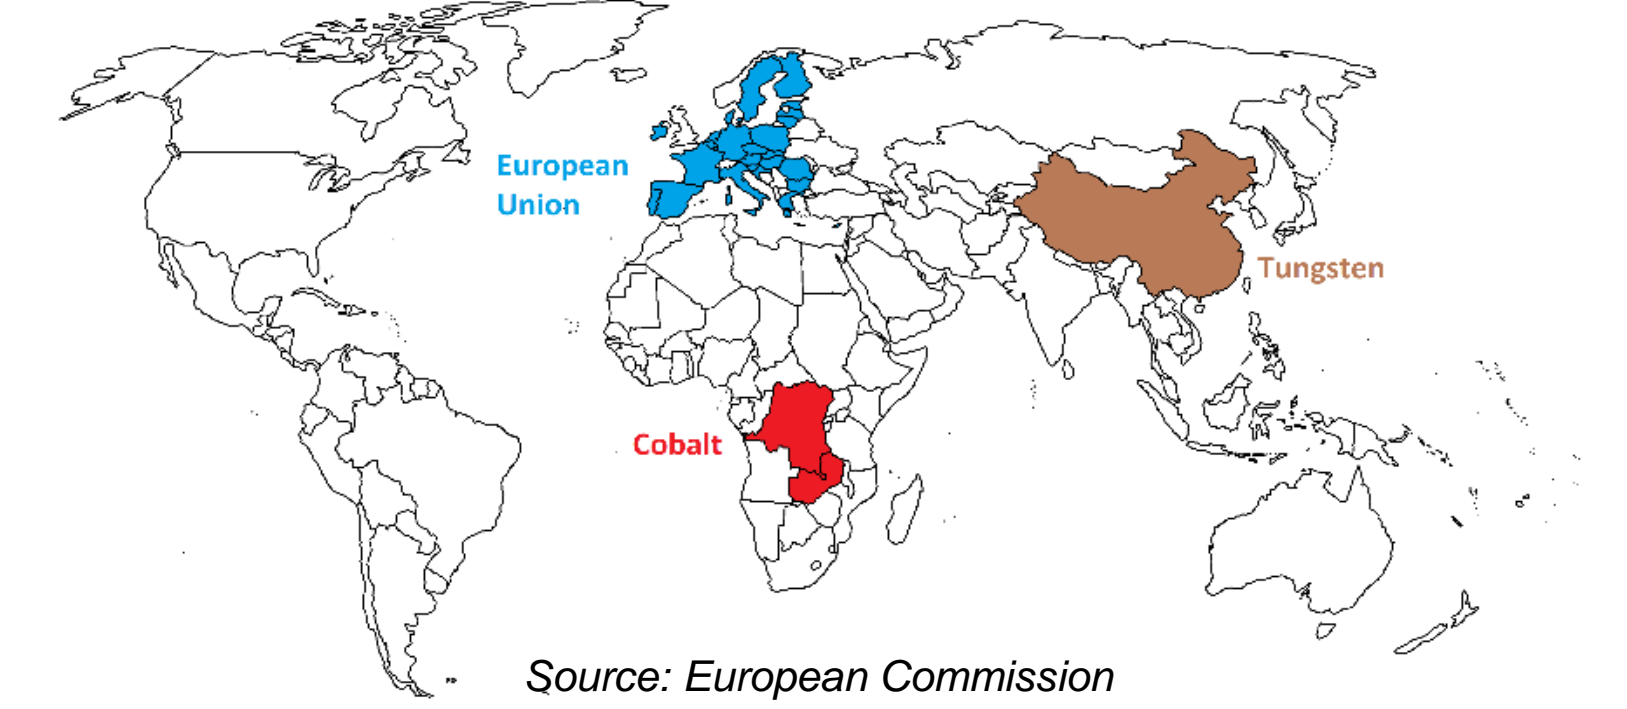 European
Union
Tungsten
Cobalt
Source: European Commission